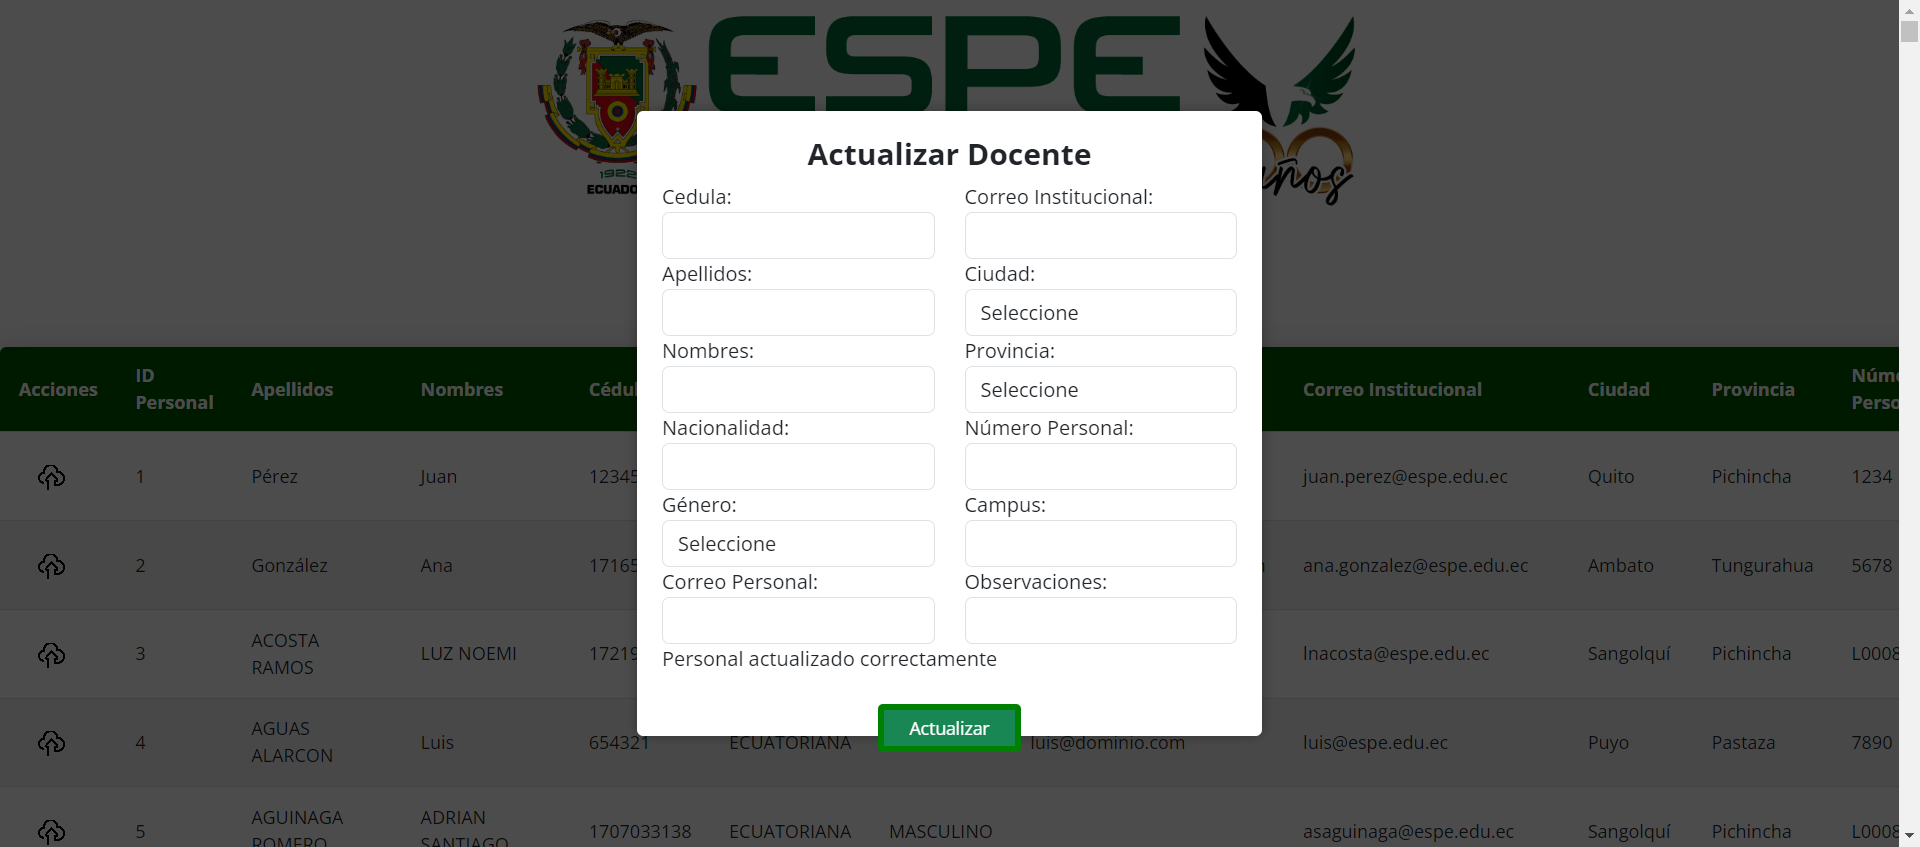 ESPE
1922
ECUADO
años
Actualizar Docente
Cedula:
Correo Institucional:
Apellidos:
Ciudad:
Seleccione
Nombres:
Provincia:
Seleccione
Nacionalidad:
Número Personal:
Género:
Campus:
Seleccione
Correo Personal:
Observaciones:
Personal actualizado correctamente
Actualizar
Acciones
ID
Personal
Apellidos
Nombres
Cédul
Correo Institucional
Ciudad
Provincia
Núme
Perso
1
Pérez
Juan
12345
juan.perez@espe.edu.ec
Quito
Pichincha
1234
2
González
Ana
17165
ana.gonzalez@espe.edu.ec
Ambato
Tungurahua
5678
3
ACOSTA
RAMOS
LUZ NOEMI
17219
lnacosta@espe.edu.ec
Sangolquí
Pichincha
L0008
4
AGUAS
ALARCON
Luis
654321
ECUATORIANA
luis@dominio.com
luis@espe.edu.ec
Puyo
Pastaza
7890
5
AGUINAGA
ROMERO
ADRIAN
SANTIAGO
1707033138
ECUATORIANA
MASCULINO
asaguinaga@espe.edu.ec
Sangolquí
Pichincha
L0008